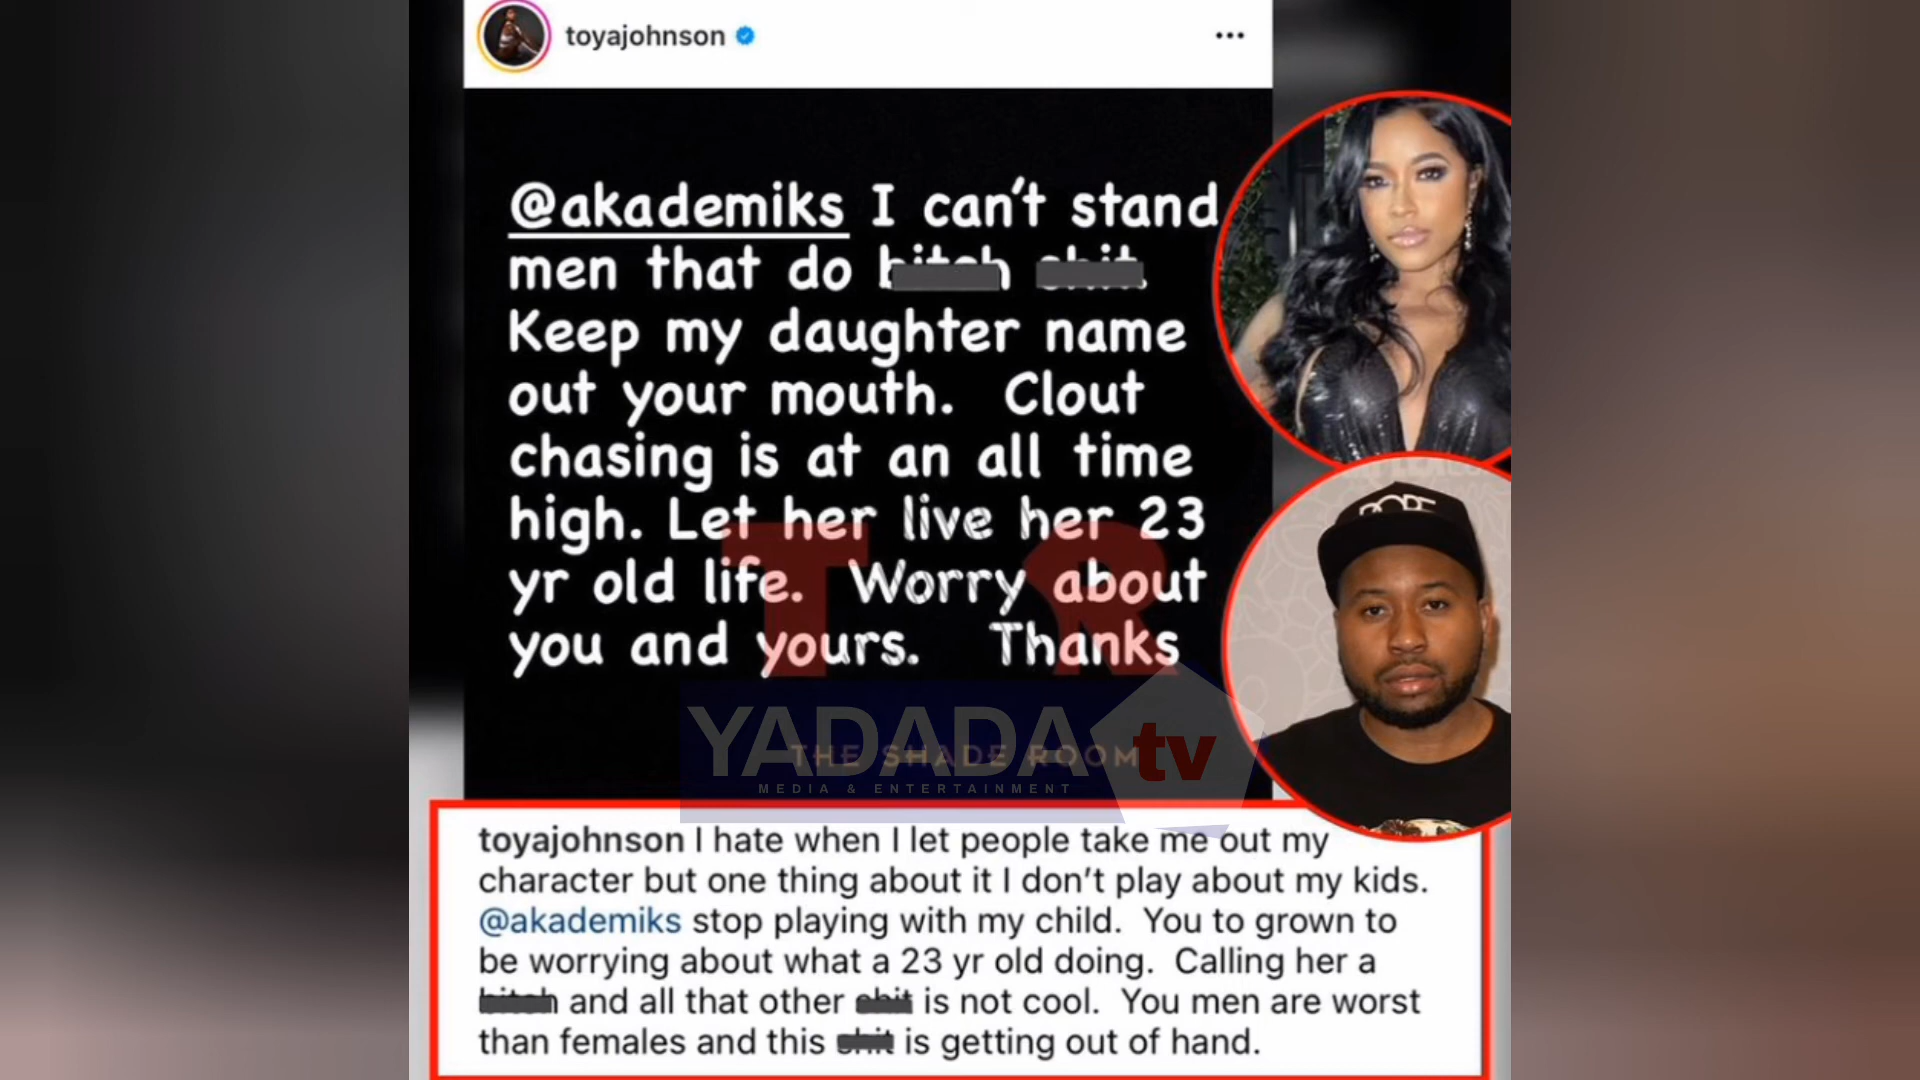 toyajohnson
@akademiks I can't stand
men that do bitch shit.
Keep my daughter name
out your mouth. Clout
chasing is at an all time
high. Let her live her 23
yr old life. Worry about
you and yours. Thanks
T R
THE SHADE ROOM
YADADA tv
MEDIA & ENTERTAINMENT
toyajohnson I hate when I let people take me out my
character but one thing about it I don't play about my kids.
@akademiks stop playing with my child. You to grown to
be worrying about what a 23 yr old doing. Calling her a
bitch and all that other shit is not cool. You men are worst
than females and this shit is getting out of hand.